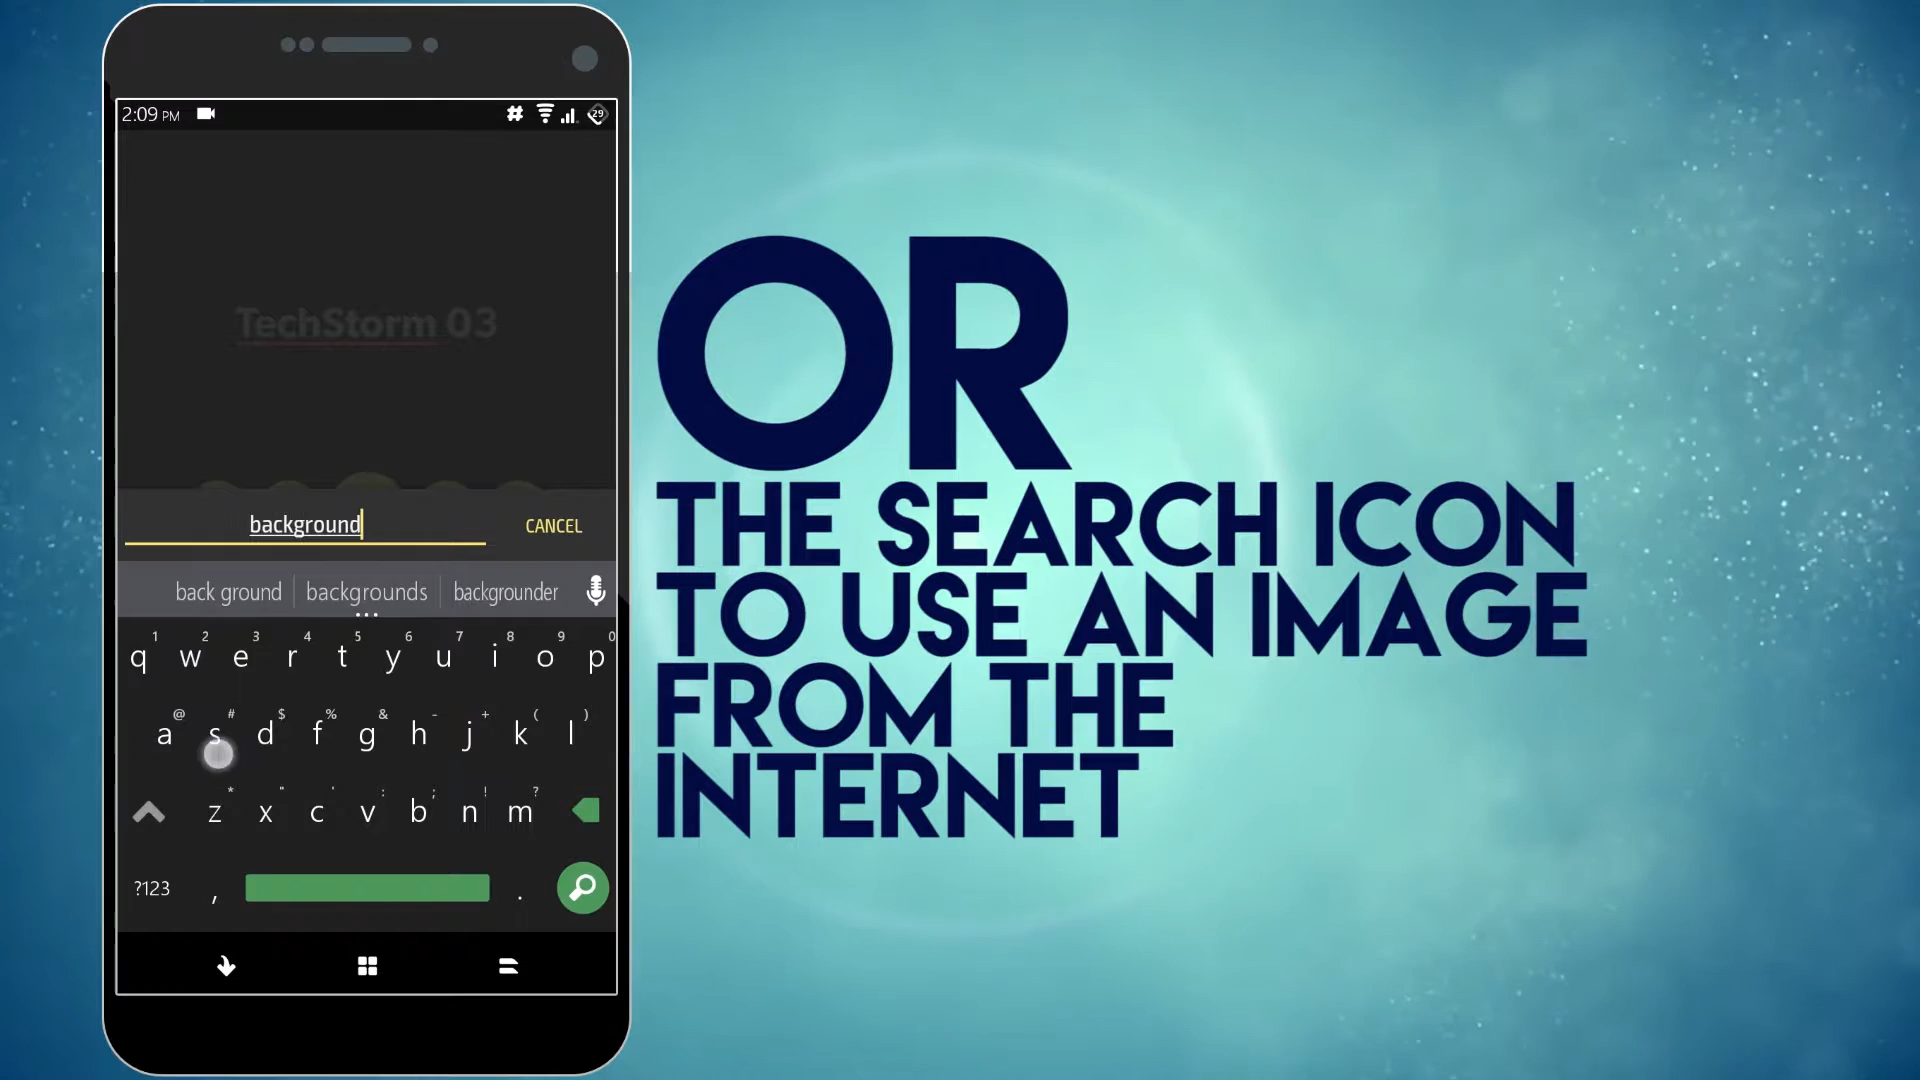 2:09 PM
29
TechStorm 03
background
CANCEL
back ground
backgrounds
backgrounder
1 2 3 4 5 6 7 8 9 0
q w e r t y u i o p
@ # $ % & - + ( )
a s d f g h j k l
* " ' : ; ! ?
z x c v b n m
?123 , .
OR
THE SEARCH ICON
TO USE AN IMAGE
FROM THE
INTERNET